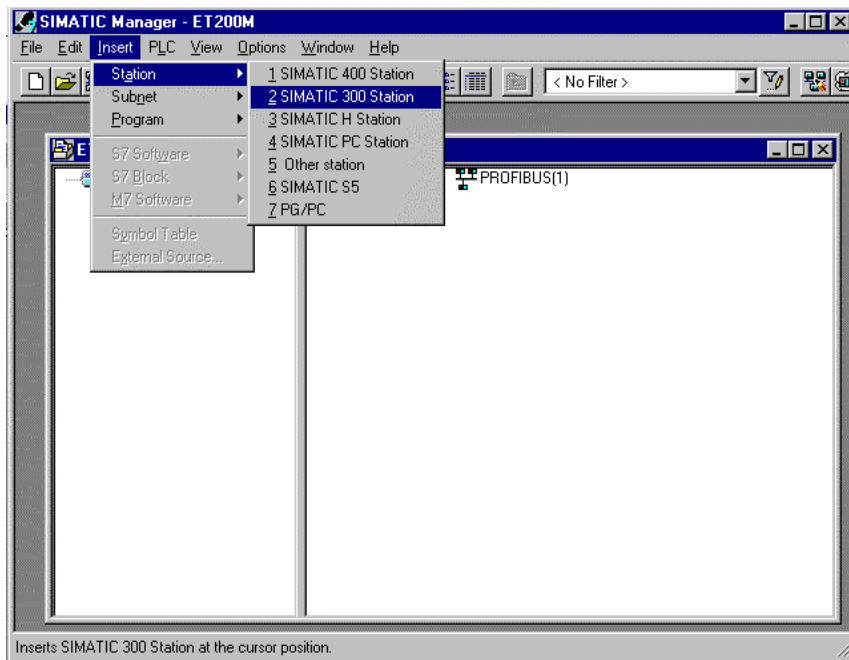 SIMATIC Manager - ET200M
File Edit Insert PLC View Options Window Help
< No Filter >
Station
Subnet
Program
S7 Software
S7 Block
M7 Software
Symbol Table
External Source...
1 SIMATIC 400 Station
2 SIMATIC 300 Station
3 SIMATIC H Station
4 SIMATIC PC Station
5 Other station
6 SIMATIC S5
7 PG/PC
PROFIBUS(1)
Inserts SIMATIC 300 Station at the cursor position.